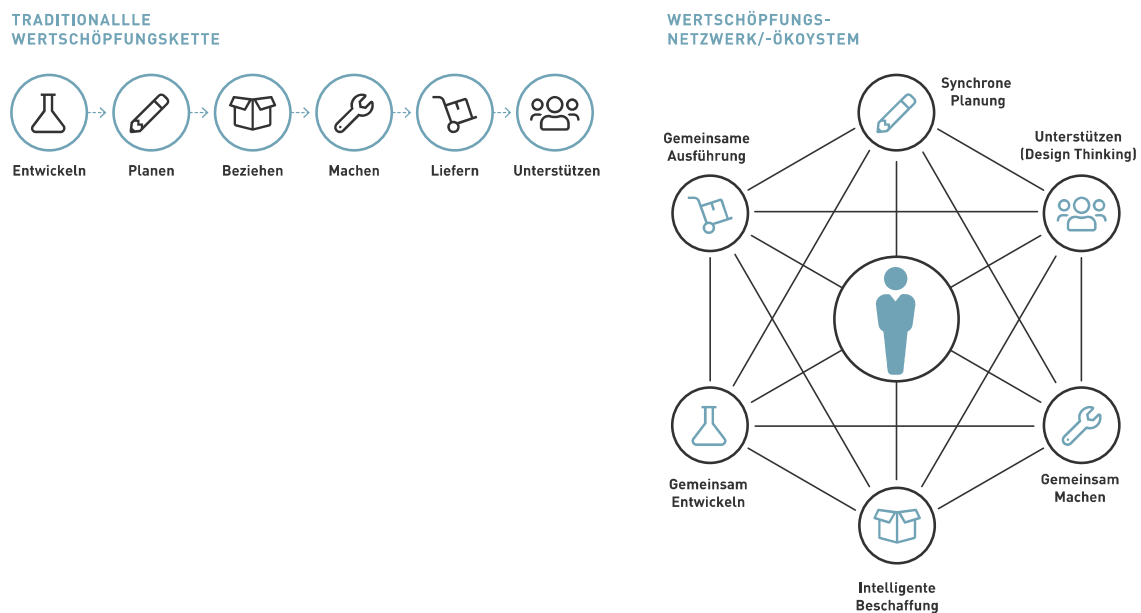 TRADITIONALLLE
WERTSCHÖPFUNGSKETTE
Entwickeln
Planen
Beziehen
Machen
Liefern
Unterstützen
WERTSCHÖPFUNGS-
NETZWERK/-ÖKOYSTEM
Synchrone
Planung
Gemeinsame
Ausführung
Unterstützen
(Design Thinking)
Gemeinsam
Entwickeln
Gemeinsam
Machen
Intelligente
Beschaffung